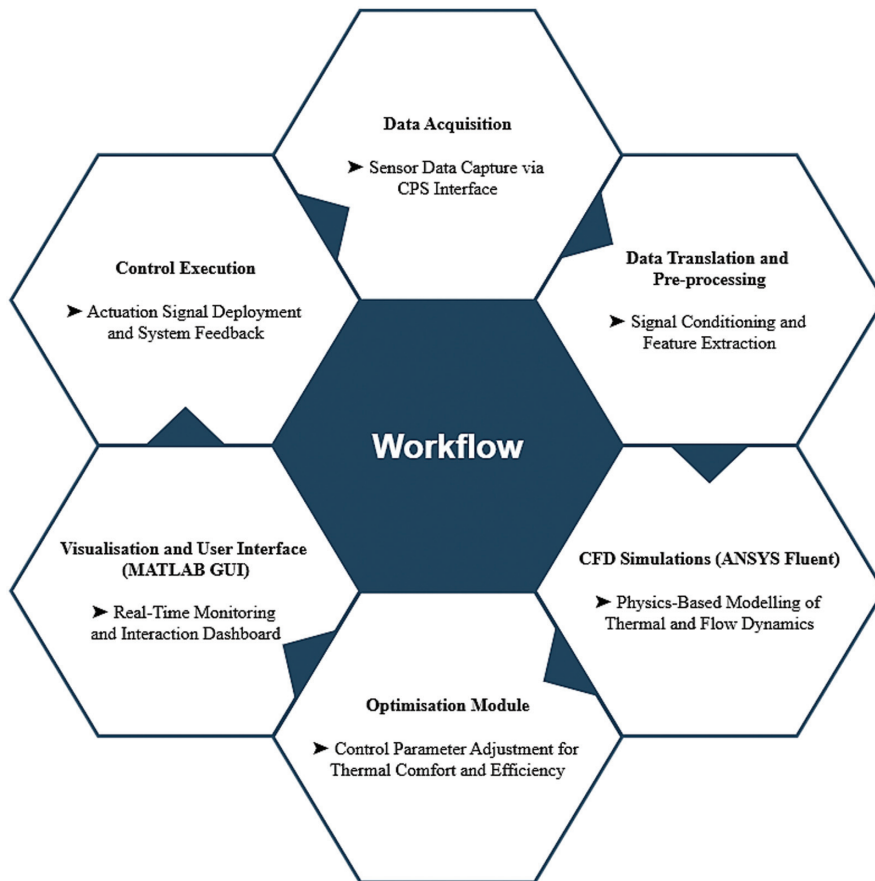 Data Acquisition
➤ Sensor Data Capture via
CPS Interface
Data Translation and
Pre-processing
➤ Signal Conditioning and
Feature Extraction
CFD Simulations (ANSYS Fluent)
➤ Physics-Based Modelling of
Thermal and Flow Dynamics
Optimisation Module
➤ Control Parameter Adjustment for
Thermal Comfort and Efficiency
Visualisation and User Interface
(MATLAB GUI)
➤ Real-Time Monitoring
and Interaction Dashboard
Control Execution
➤ Actuation Signal Deployment
and System Feedback
Workflow